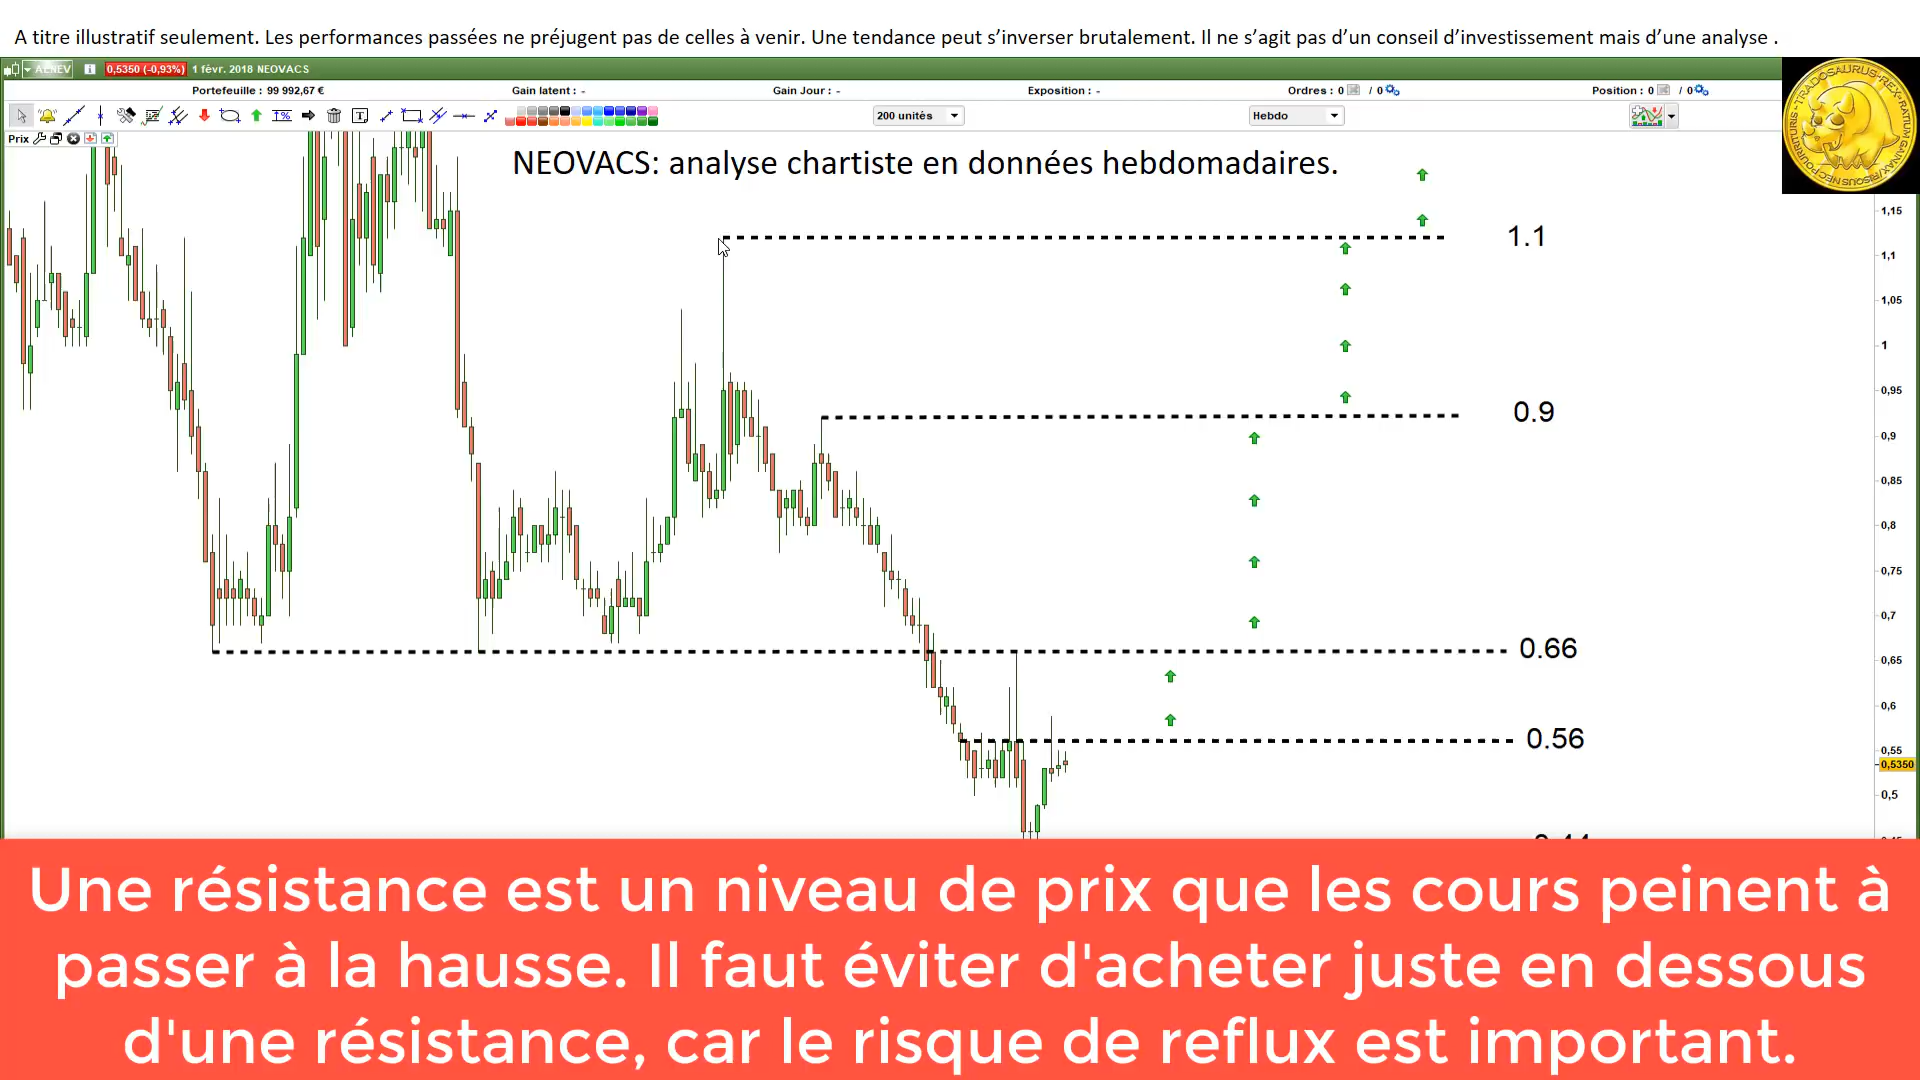 A titre illustratif seulement. Les performances passées ne préjugent pas de celles à venir. Une tendance peut s’inverser brutalement. Il ne s’agit pas d’un conseil d’investissement mais d’une analyse .
ALNEV 0,5350 (-0,93%) 1 févr. 2018 NEOVACS
Portefeuille : 99 992,67 € Gain latent : - Gain Jour : - Exposition : - Ordres : 0 / 0 Position : 0 / 0
200 unités Hebdo
Prix
NEOVACS: analyse chartiste en données hebdomadaires.
TRADOSAURUS-REX
1,15
1.1
1,1
1,05
1
0,95
0.9
0,9
0,85
0,8
0,75
0,7
0.66
0,65
0,6
0.56
0,55
0,5350
0,5
Une résistance est un niveau de prix que les cours peinent à
passer à la hausse. Il faut éviter d'acheter juste en dessous
d'une résistance, car le risque de reflux est important.